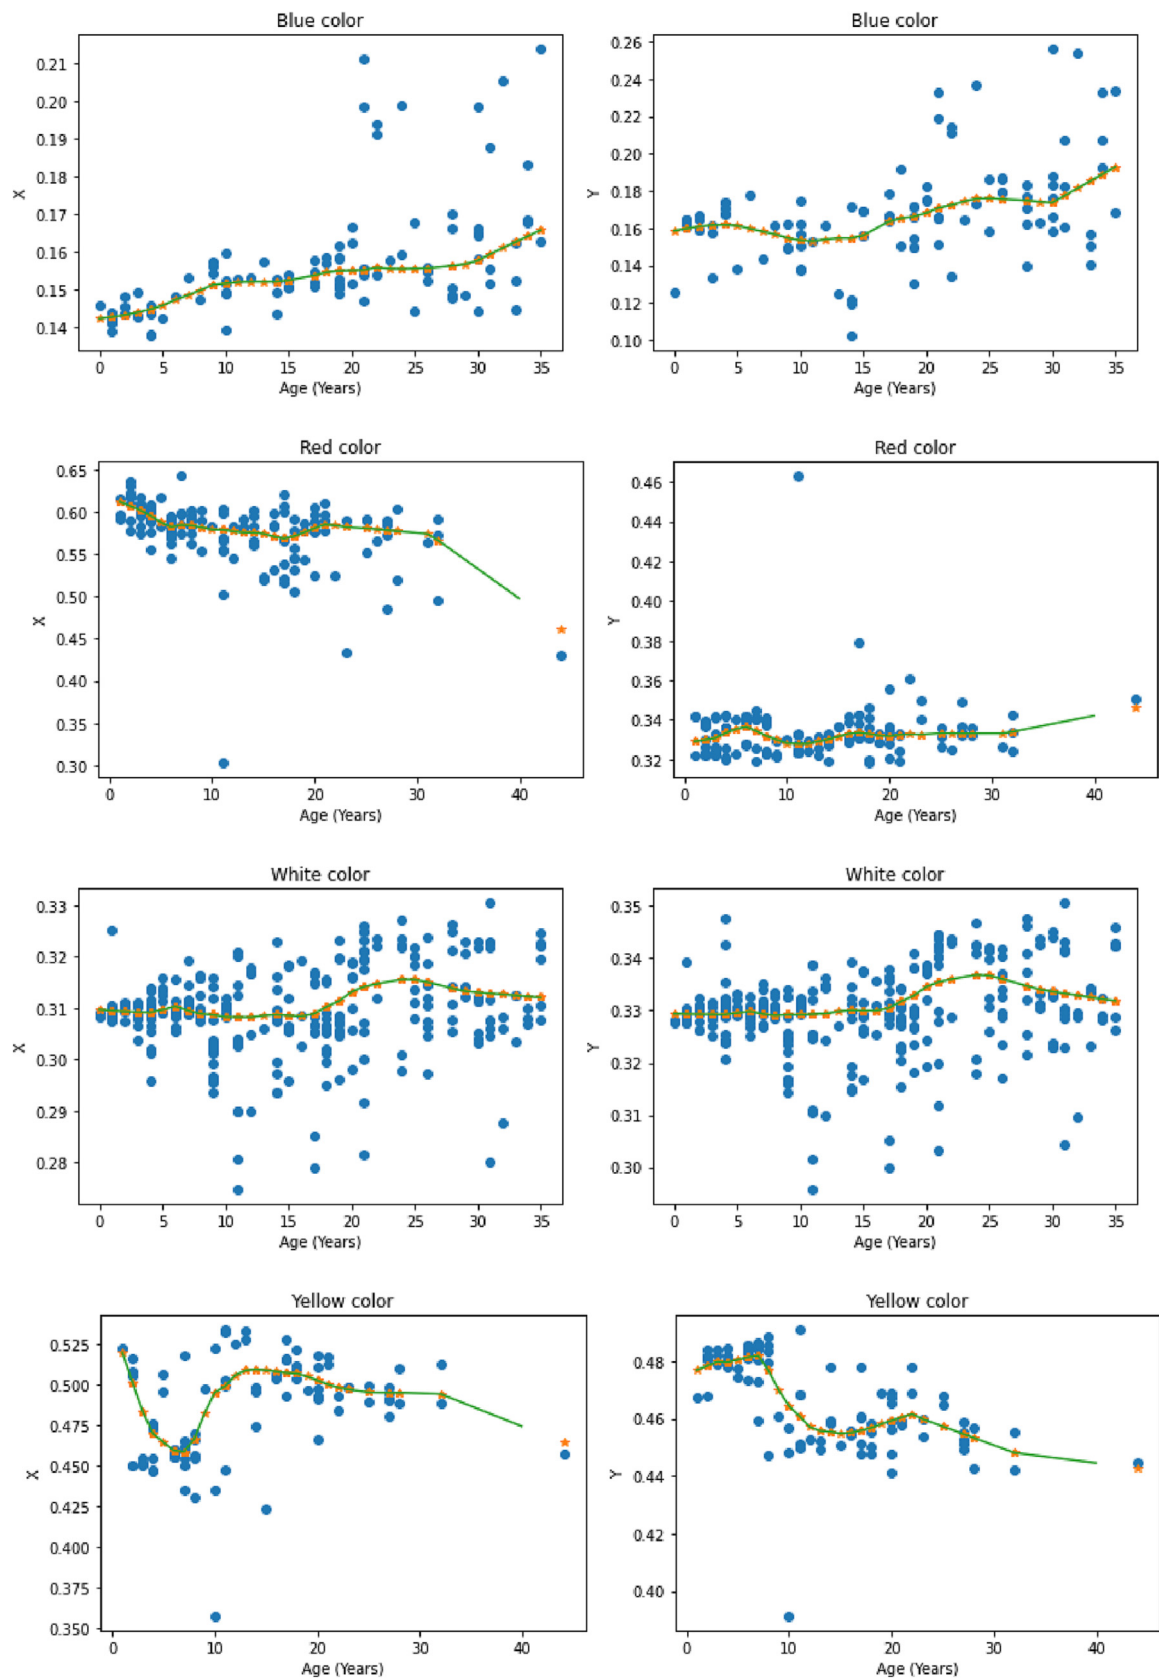 Blue color
0.21
0.20
0.19
0.18
0.17
0.16
0.15
0.14
X
0 5 10 15 20 25 30 35
Age (Years)
Blue color
0.26
0.24
0.22
0.20
0.18
0.16
0.14
0.12
0.10
Y
0 5 10 15 20 25 30 35
Age (Years)
Red color
0.65
0.60
0.55
0.50
0.45
0.40
0.35
0.30
X
0 10 20 30 40
Age (Years)
Red color
0.46
0.44
0.42
0.40
0.38
0.36
0.34
0.32
Y
0 10 20 30 40
Age (Years)
White color
0.33
0.32
0.31
0.30
0.29
0.28
X
0 5 10 15 20 25 30 35
Age (Years)
White color
0.35
0.34
0.33
0.32
0.31
0.30
Y
0 5 10 15 20 25 30 35
Age (Years)
Yellow color
0.525
0.500
0.475
0.450
0.425
0.400
0.375
0.350
X
0 10 20 30 40
Age (Years)
Yellow color
0.48
0.46
0.44
0.42
0.40
Y
0 10 20 30 40
Age (Years)